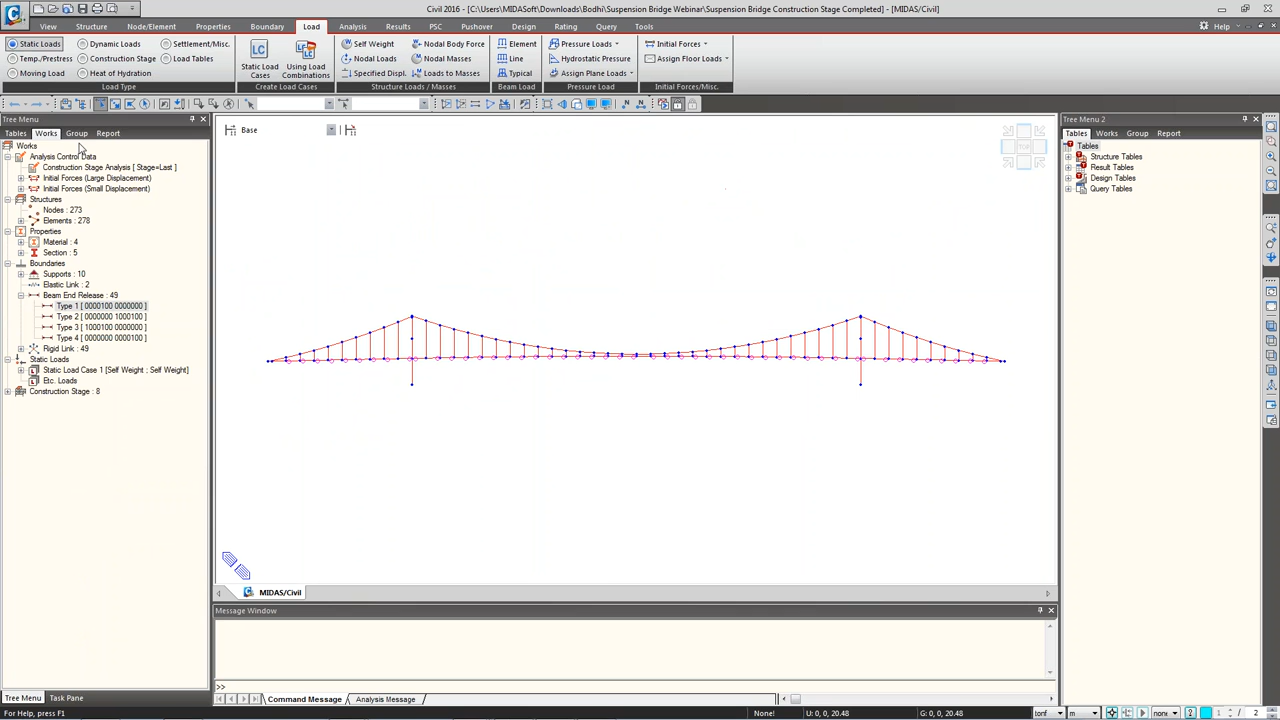 Civil 2016 - [C:\Users\MIDASoft\Downloads\Bodhi\Suspension Bridge Webinar\Suspension Bridge Construction Stage Completed] - [MIDAS/Civil]
View Structure Node/Element Properties Boundary Load Analysis Results PSC Pushover Design Rating Query Tools Help
Static Loads Dynamic Loads Settlement/Misc.
Temp./Prestress Construction Stage Load Tables
Moving Load Heat of Hydration
Load Type
LC
Static Load Cases
Using Load Combinations
Create Load Cases
Self Weight Nodal Body Force
Nodal Loads Nodal Masses
Specified Displ. Loads to Masses
Structure Loads / Masses
Element
Line
Typical
Beam Load
Pressure Loads
Hydrostatic Pressure
Assign Plane Loads
Pressure Load
Initial Forces
Assign Floor Loads
Initial Forces/Misc.
Tree Menu
Tables Works Group Report
Works
Analysis Control Data
Construction Stage Analysis [ Stage=Last ]
Initial Forces (Large Displacement)
Initial Forces (Small Displacement)
Structures
Nodes : 273
Elements : 278
Properties
Material : 4
Section : 5
Boundaries
Supports : 10
Elastic Link : 2
Beam End Release : 49
Type 1 [ 0000100 0000000 ]
Type 2 [ 0000000 1000100 ]
Type 3 [ 1000100 0000000 ]
Type 4 [ 0000000 0000100 ]
Rigid Link : 49
Static Loads
Static Load Case 1 [Self Weight ; Self Weight]
Etc. Loads
Construction Stage : 8
Tree Menu Task Pane
Base
TOP
MIDAS/Civil
Message Window
>>
Command Message Analysis Message
Tree Menu 2
Tables Works Group Report
Tables
Structure Tables
Result Tables
Design Tables
Query Tables
For Help, press F1
None! U: 0, 0, 20.48 G: 0, 0, 20.48 tonf m none 1 / 2